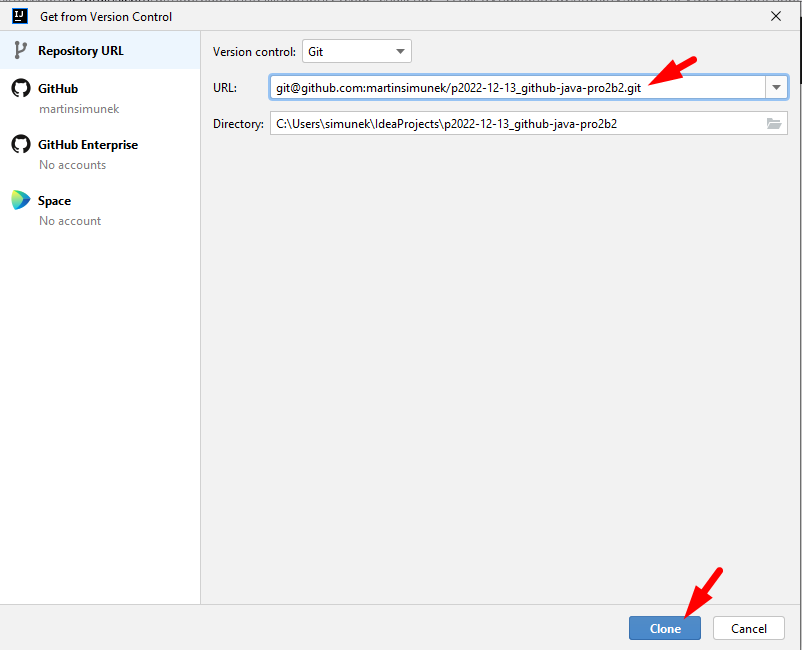 Get from Version Control
Repository URL
GitHub
martinsimunek
GitHub Enterprise
No accounts
Space
No account
Version control: Git
URL: git@github.com:martinsimunek/p2022-12-13_github-java-pro2b2.git
Directory: C:\Users\simunek\IdeaProjects\p2022-12-13_github-java-pro2b2
Clone Cancel